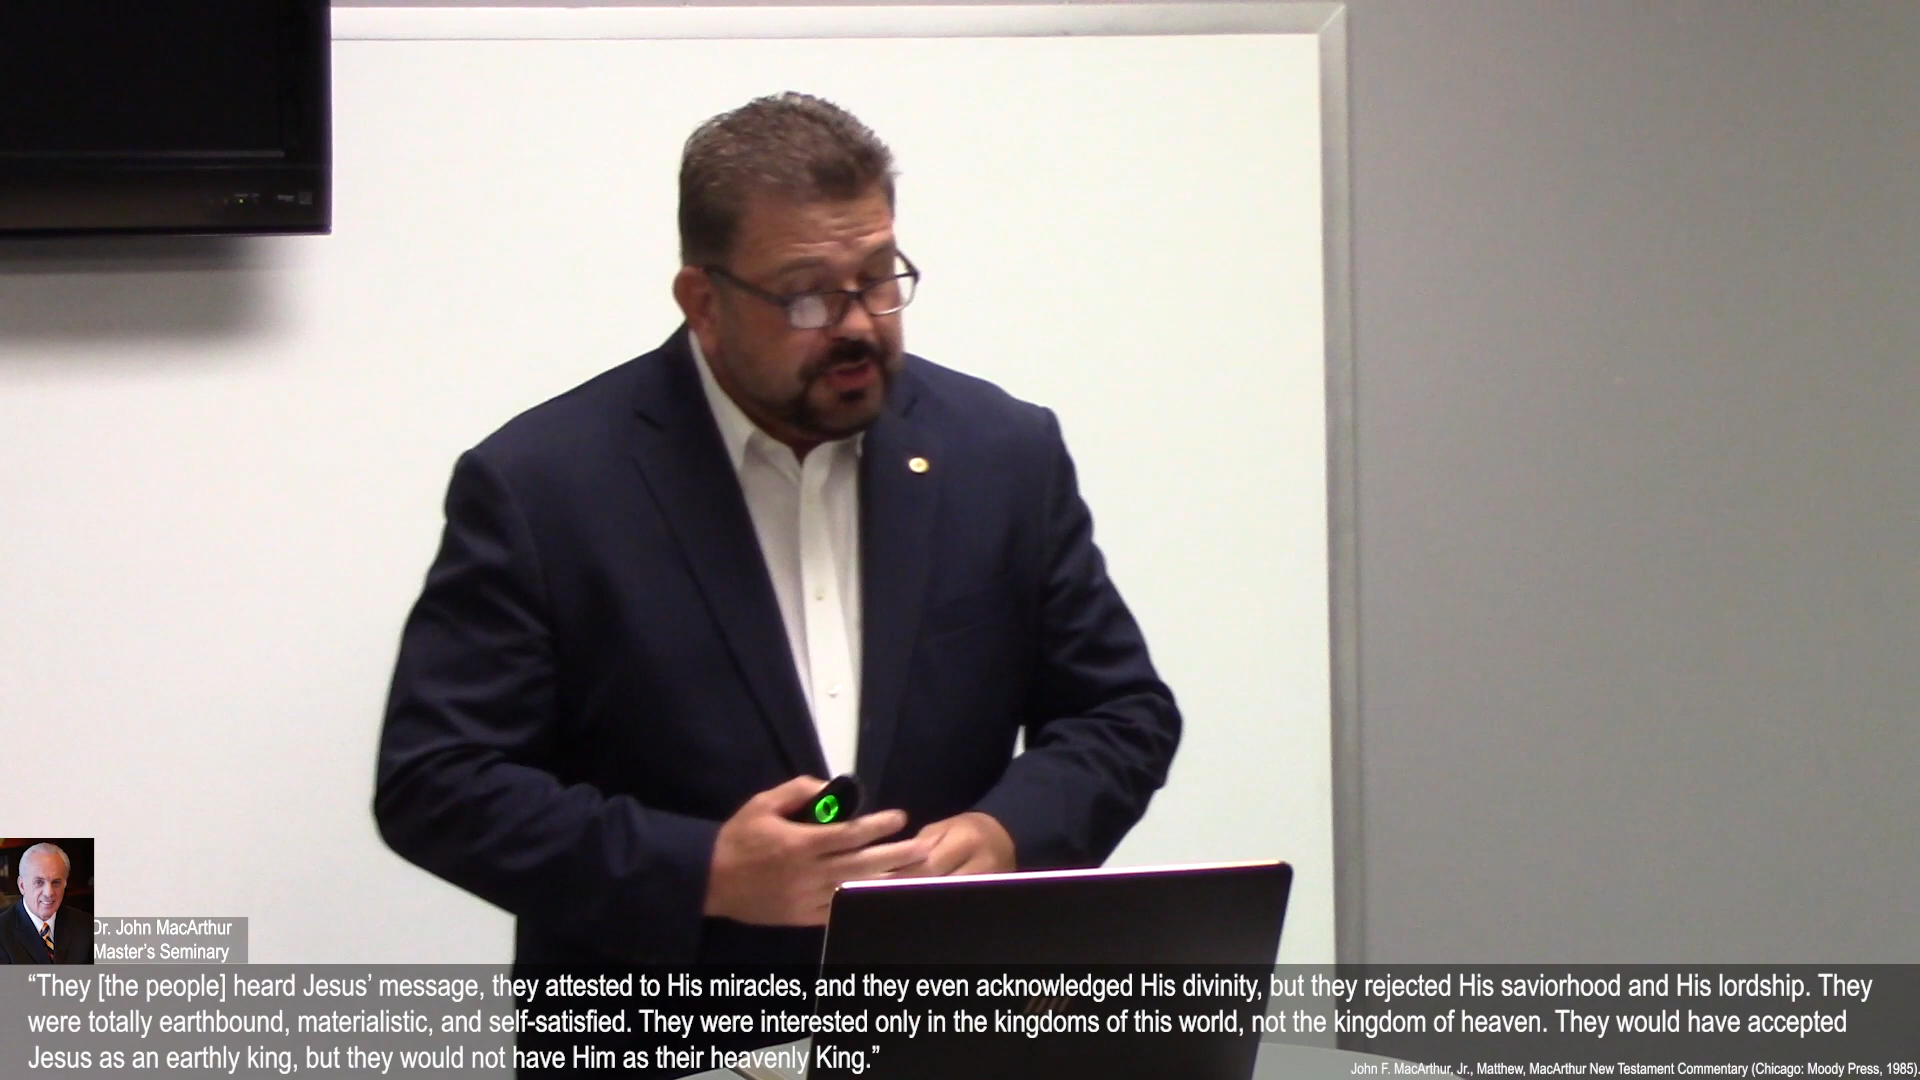 Dr. John MacArthur
Master's Seminary
“They [the people] heard Jesus’ message, they attested to His miracles, and they even acknowledged His divinity, but they rejected His saviorhood and His lordship. They
were totally earthbound, materialistic, and self-satisfied. They were interested only in the kingdoms of this world, not the kingdom of heaven. They would have accepted
Jesus as an earthly king, but they would not have Him as their heavenly King.”
John F. MacArthur, Jr., Matthew, MacArthur New Testament Commentary (Chicago: Moody Press, 1985).